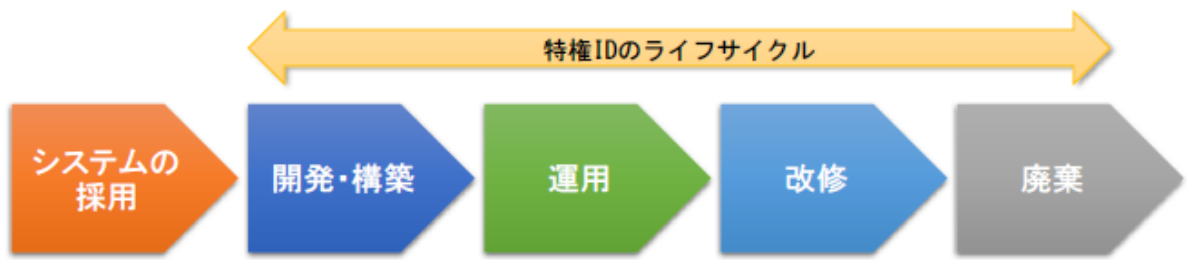 特権IDのライフサイクル
システムの
採用
開発・構築
運用
改修
廃棄